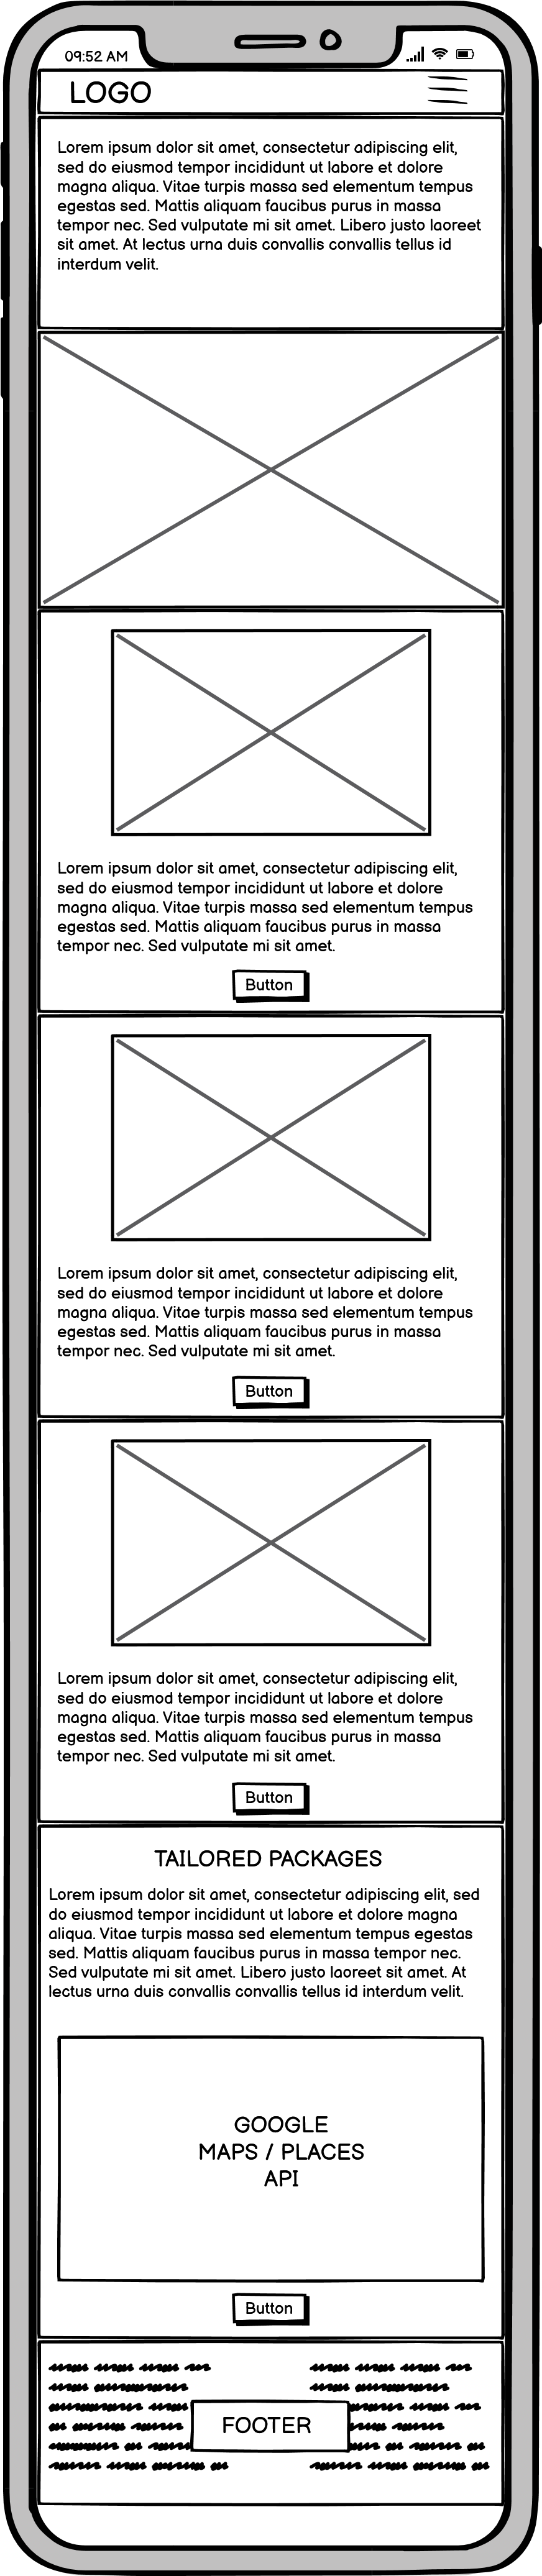 09:52 AM
LOGO
Lorem ipsum dolor sit amet, consectetur adipiscing elit,
sed do eiusmod tempor incididunt ut labore et dolore
magna aliqua. Vitae turpis massa sed elementum tempus
egestas sed. Mattis aliquam faucibus purus in massa
tempor nec. Sed vulputate mi sit amet. Libero justo laoreet
sit amet. At lectus urna duis convallis convallis tellus id
interdum velit.
Lorem ipsum dolor sit amet, consectetur adipiscing elit,
sed do eiusmod tempor incididunt ut labore et dolore
magna aliqua. Vitae turpis massa sed elementum tempus
egestas sed. Mattis aliquam faucibus purus in massa
tempor nec. Sed vulputate mi sit amet.
Button
Lorem ipsum dolor sit amet, consectetur adipiscing elit,
sed do eiusmod tempor incididunt ut labore et dolore
magna aliqua. Vitae turpis massa sed elementum tempus
egestas sed. Mattis aliquam faucibus purus in massa
tempor nec. Sed vulputate mi sit amet.
Button
Lorem ipsum dolor sit amet, consectetur adipiscing elit,
sed do eiusmod tempor incididunt ut labore et dolore
magna aliqua. Vitae turpis massa sed elementum tempus
egestas sed. Mattis aliquam faucibus purus in massa
tempor nec. Sed vulputate mi sit amet.
Button
TAILORED PACKAGES
Lorem ipsum dolor sit amet, consectetur adipiscing elit, sed
do eiusmod tempor incididunt ut labore et dolore magna
aliqua. Vitae turpis massa sed elementum tempus egestas
sed. Mattis aliquam faucibus purus in massa tempor nec.
Sed vulputate mi sit amet. Libero justo laoreet sit amet. At
lectus urna duis convallis convallis tellus id interdum velit.
GOOGLE
MAPS / PLACES
API
Button
FOOTER